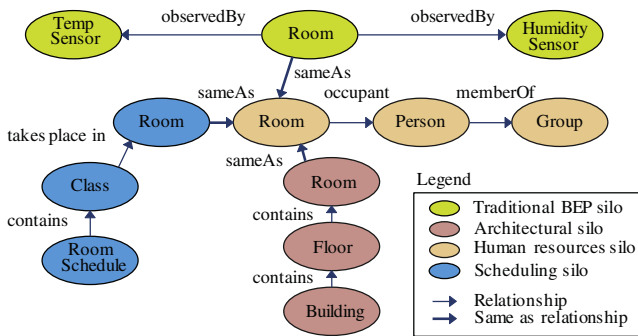 Temp
Sensor
observedBy
Room
observedBy
Humidity
Sensor
sameAs
sameAs
occupant
memberOf
Room
Room
Person
Group
takes place in
sameAs
Class
Room
contains
contains
Room
Schedule
Floor
contains
Building
Legend
Traditional BEP silo
Architectural silo
Human resources silo
Scheduling silo
Relationship
Same as relationship